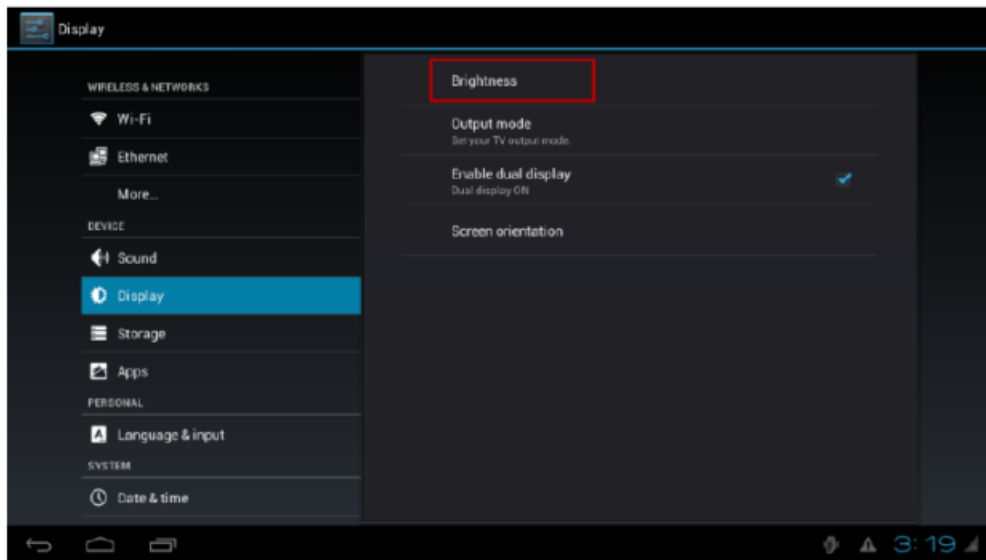 Display
WIRELESS & NETWORKS
Wi-Fi
Ethernet
More...
DEVICE
Sound
Display
Storage
Apps
PERSONAL
Language & input
SYSTEM
Date & time
Brightness
Output mode
Set your TV output mode.
Enable dual display
Dual display ON
Screen orientation
3:19